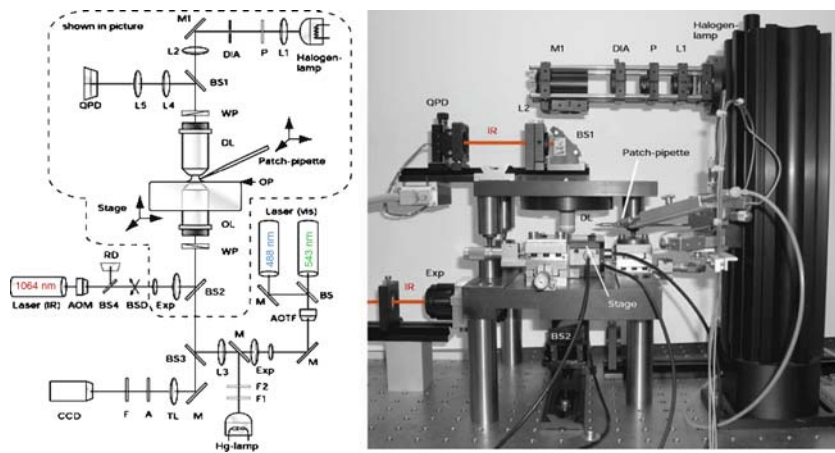 shown in picture
M1
L2
DIA
P
L1
Halogen-
lamp
BS1
QPD
L5
L4
WP
DL
Patch-pipette
OP
Stage
OL
WP
Laser (vis)
488 nm
543 nm
RD
1064 nm
Laser (IR)
AOM
BS4
BSD
Exp
BS2
M
BS
AOTF
BS3
L3
M
Exp
M
F2
F1
CCD
F
A
TL
M
Hg-lamp
Halogen-
lamp
M1
DIA
P
L1
L2
QPD
IR
BS1
Patch-pipette
DL
IR
Exp
Stage
BS2